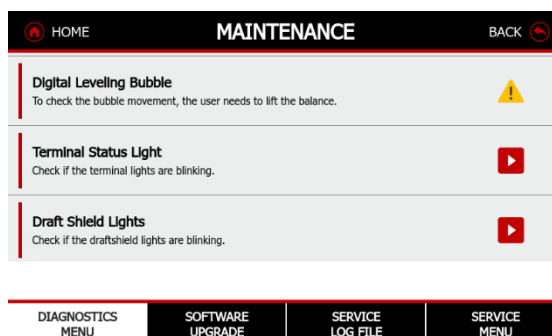 HOME MAINTENANCE BACK
Digital Leveling Bubble
To check the bubble movement, the user needs to lift the balance.
Terminal Status Light
Check if the terminal lights are blinking.
Draft Shield Lights
Check if the draftshield lights are blinking.
DIAGNOSTICS SOFTWARE SERVICE SERVICE
MENU UPGRADE LOG FILE MENU